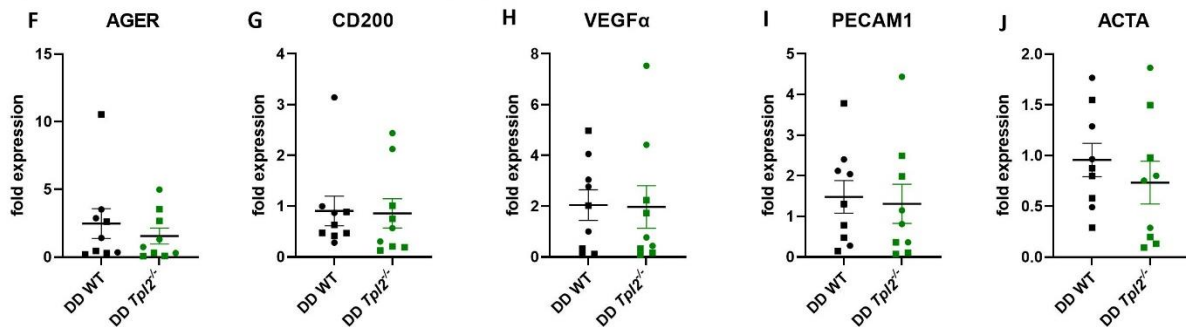 F AGER
fold expression
15
10
5
0
DD WT
DD Tpl2-/-
G CD200
fold expression
4
3
2
1
0
DD WT
DD Tpl2-/-
H VEGFα
fold expression
8
6
4
2
0
DD WT
DD Tpl2-/-
I PECAM1
fold expression
5
4
3
2
1
0
DD WT
DD Tpl2-/-
J ACTA
fold expression
2.0
1.5
1.0
0.5
0.0
DD WT
DD Tpl2-/-